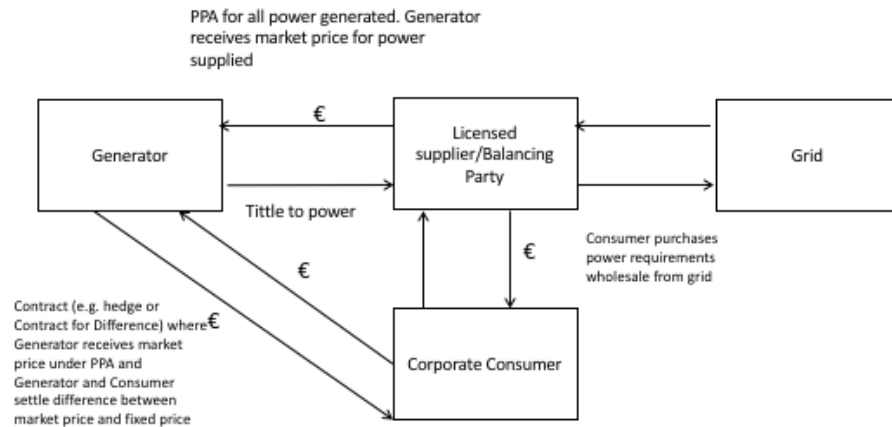 PPA for all power generated. Generator
receives market price for power
supplied
€
Generator
Licensed
supplier/Balancing
Party
Grid
Tittle to power
€
€
Consumer purchases
power requirements
wholesale from grid
Contract (e.g. hedge or
Contract for Difference) where
€
Generator receives market
price under PPA and
Generator and Consumer
settle difference between
market price and fixed price
Corporate Consumer